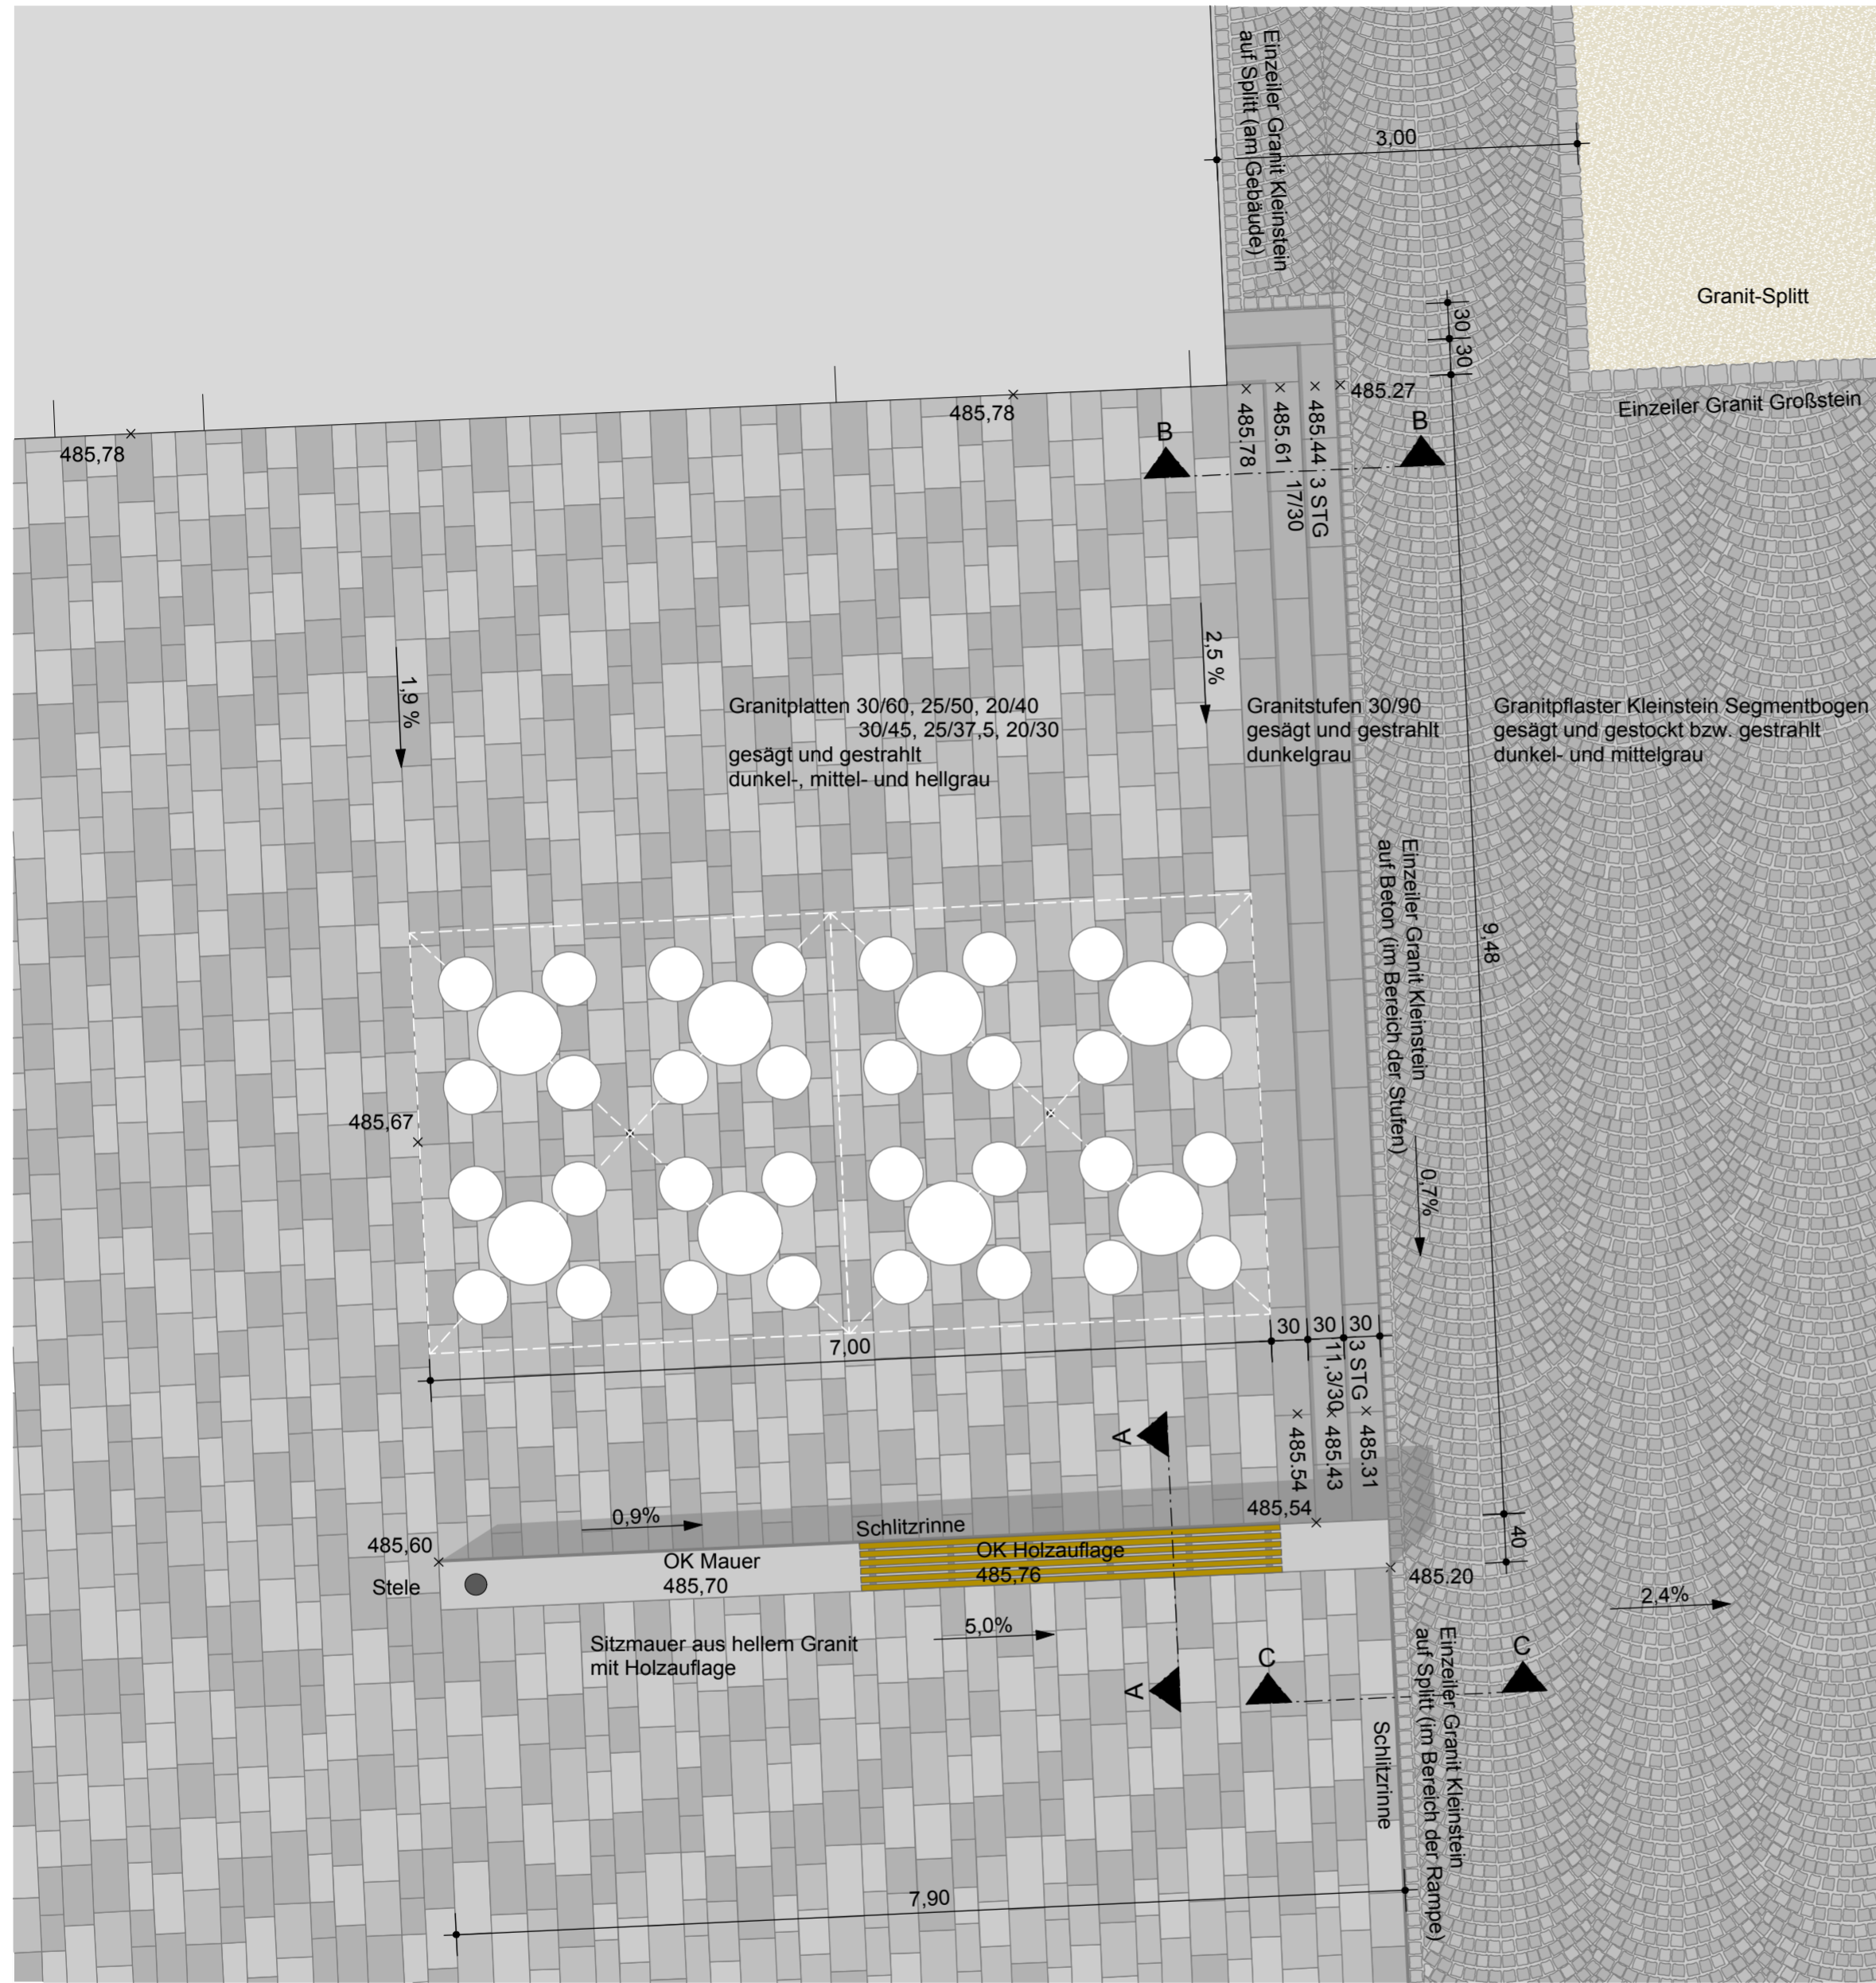 Einzeiler Granit Kleinstein
auf Splitt (am Gebäude)
3,00
Granit-Splitt
30
30
485.27
Einzeiler Granit Großstein
485,78
485,78
B
B
485.78
485.61
485.44
3 STG
17/30
1,9 %
2,5 %
Granitplatten 30/60, 25/50, 20/40
30/45, 25/37,5, 20/30
gesägt und gestrahlt
dunkel-, mittel- und hellgrau
Granitstufen 30/90
gesägt und gestrahlt
dunkelgrau
Granitpflaster Kleinstein Segmentbogen
gesägt und gestockt bzw. gestrahlt
dunkel- und mittelgrau
Einzeiler Granit Kleinstein
auf Beton (im Bereich der Stufen)
9,48
485,67
0,7%
30
30
30
7,00
3 STG
11,3/30
A
485.54
485.43
485.31
0,9%
Schlitzrinne
485,54
485,60
OK Mauer
485,70
OK Holzauflage
485,76
40
Stele
485.20
2,4%
5,0%
Sitzmauer aus hellem Granit
mit Holzauflage
A
C
C
Einzeiler Granit Kleinstein
auf Splitt (im Bereich der Rampe)
Schlitzrinne
7,90